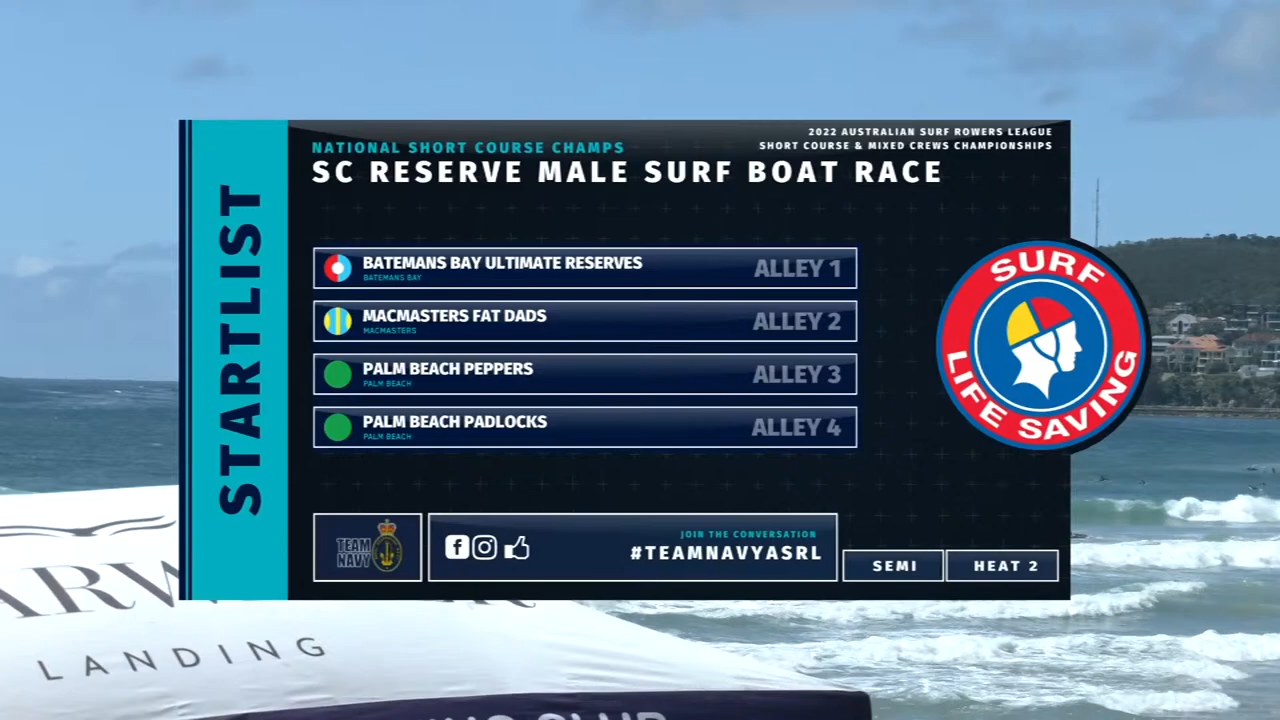 2022 AUSTRALIAN SURF ROWERS LEAGUE
SHORT COURSE & MIXED CREWS CHAMPIONSHIPS
NATIONAL SHORT COURSE CHAMPS
SC RESERVE MALE SURF BOAT RACE
STARTLIST
BATEMANS BAY ULTIMATE RESERVES
BATEMANS BAY
ALLEY 1
MACMASTERS FAT DADS
MACMASTERS
ALLEY 2
PALM BEACH PEPPERS
PALM BEACH
ALLEY 3
PALM BEACH PADLOCKS
PALM BEACH
ALLEY 4
SURF
LIFE SAVING
TEAM
NAVY
JOIN THE CONVERSATION
#TEAMNAVYASRL
SEMI
HEAT 2
LANDING